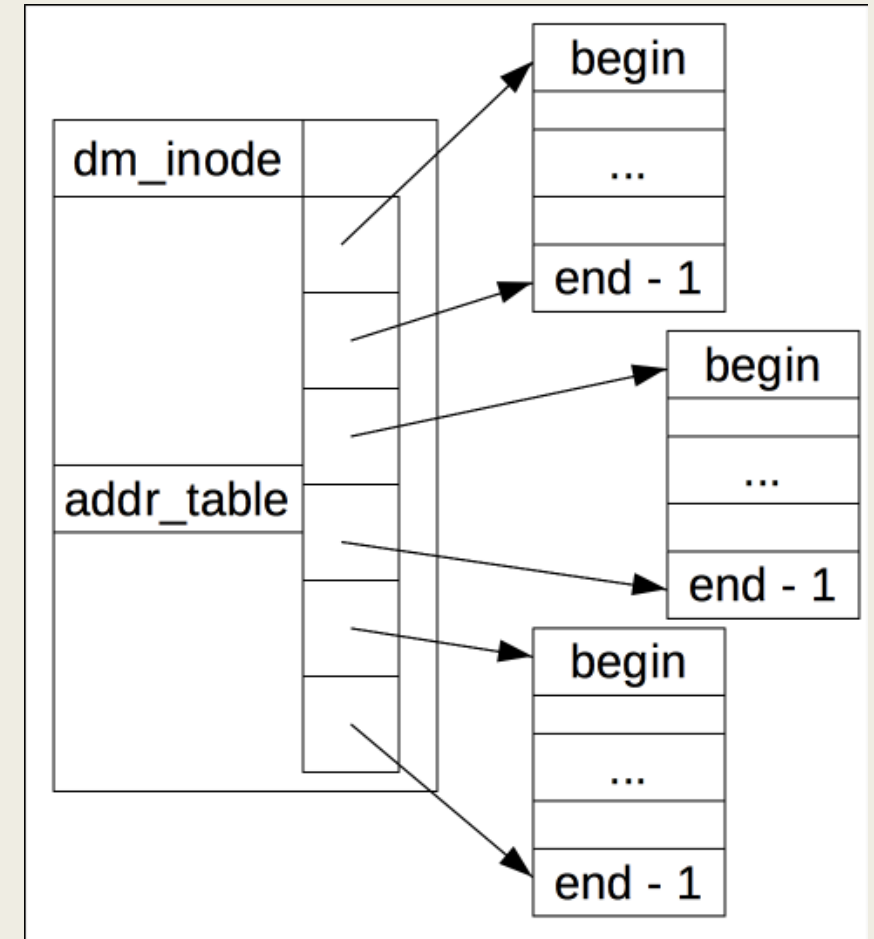 dm_inode
addr_table
begin
...
end - 1
begin
...
end - 1
begin
...
end - 1